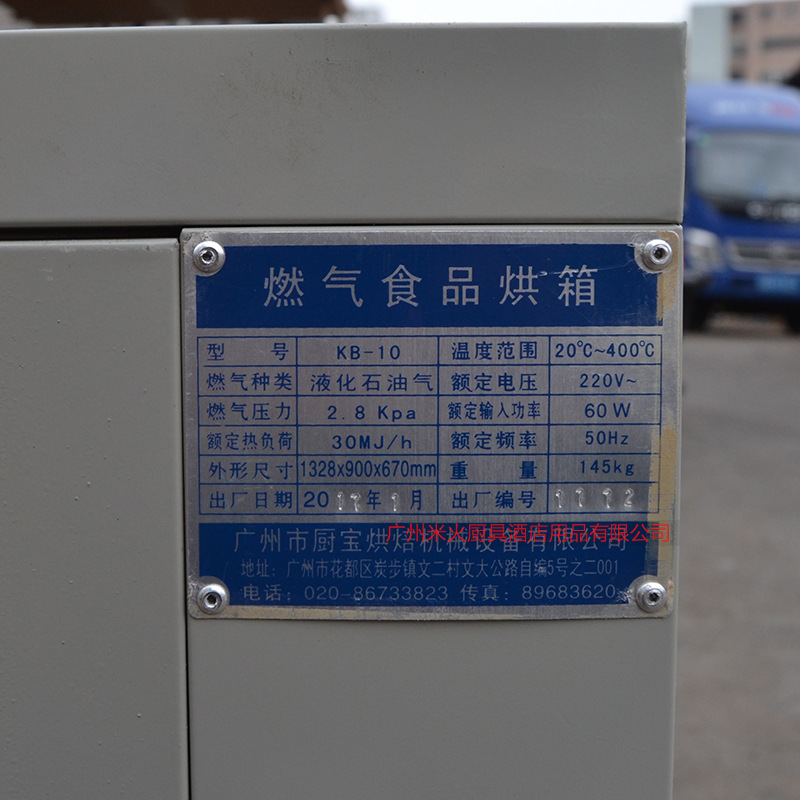 燃气食品烘箱
型号 KB-10 温度范围 20℃~400℃
燃气种类 液化石油气 额定电压 220V~
燃气压力 2.8 Kpa 额定输入功率 60W
额定热负荷 30MJ/h 额定频率 50Hz
外形尺寸 1328x900x670mm 重量 145kg
出厂日期 2017年1月 出厂编号 1112
广州米火厨具酒店用品有限公司
广州市厨宝烘焙机械设备有限公司
地址: 广州市花都区炭步镇文二村文大公路自编5号之二001
电话: 020-86733823 传真: 89683620